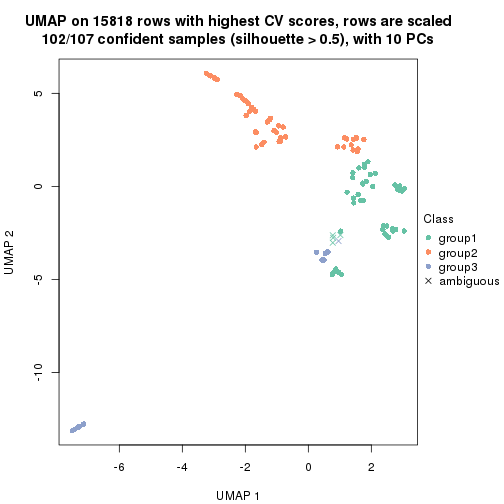 UMAP on 15818 rows with highest CV scores, rows are scaled
102/107 confident samples (silhouette > 0.5), with 10 PCs
5
0
-5
-10
UMAP 2
-6
-4
-2
0
2
UMAP 1
Class
group1
group2
group3
ambiguous